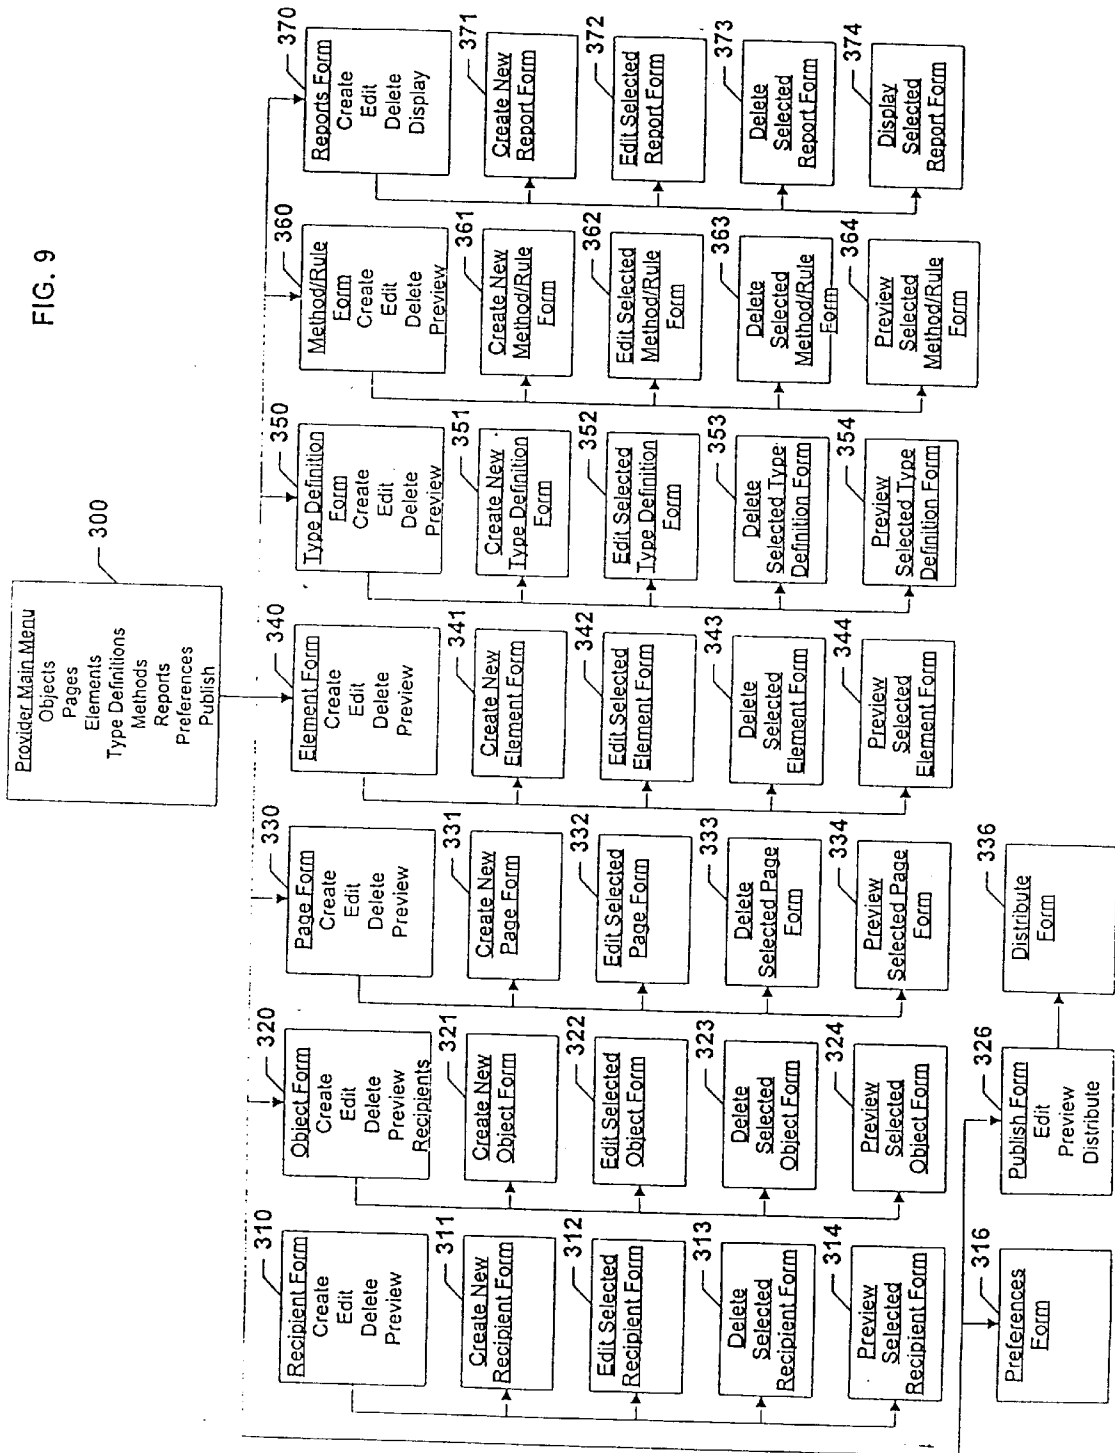 FIG. 9
300
Provider Main Menu
Objects
Pages
Elements
Type Definitions
Methods
Reports
Preferences
Publish
310
Recipient Form
Create
Edit
Delete
Preview
320
Object Form
Create
Edit
Delete
Preview
Recipients
330
Page Form
Create
Edit
Delete
Preview
340
Element Form
Create
Edit
Delete
Preview
350
Type Definition
Form
Create
Edit
Delete
Preview
360
Method/Rule
Form
Create
Edit
Delete
Preview
370
Reports Form
Create
Edit
Delete
Display
311
Create New
Recipient Form
321
Create New
Object Form
331
Create New
Page Form
341
Create New
Element Form
351
Create New
Type Definition
Form
361
Create New
Method/Rule
Form
371
Create New
Report Form
312
Edit Selected
Recipient Form
322
Edit Selected
Object Form
332
Edit Selected
Page Form
342
Edit Selected
Element Form
352
Edit Selected
Type Definition
Form
362
Edit Selected
Method/Rule
Form
372
Edit Selected
Report Form
313
Delete
Selected
Recipient Form
323
Delete
Selected
Object Form
333
Delete
Selected Page
Form
343
Delete
Selected
Element Form
353
Delete
Selected Type
Definition Form
363
Delete
Selected
Method/Rule
Form
373
Delete
Selected
Report Form
314
Preview
Selected
Recipient Form
324
Preview
Selected
Object Form
334
Preview
Selected Page
Form
344
Preview
Selected
Element Form
354
Preview
Selected Type
Definition Form
364
Preview
Selected
Method/Rule
Form
374
Display
Selected
Report Form
316
Preferences
Form
326
Publish Form
Edit
Preview
Distribute
336
Distribute
Form